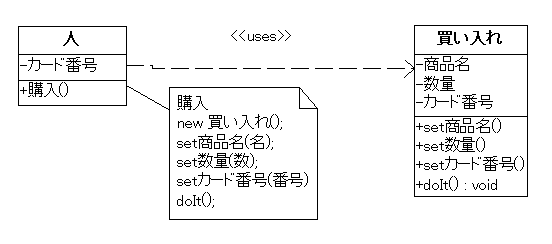 人
-カード番号
+購入()
<<uses>>
買い入れ
-商品名
-数量
-カード番号
+set商品名()
+set数量()
+setカード番号()
+doIt() : void
購入
new 買い入れ();
set商品名(名);
set数量(数);
setカード番号(番号)
doIt();